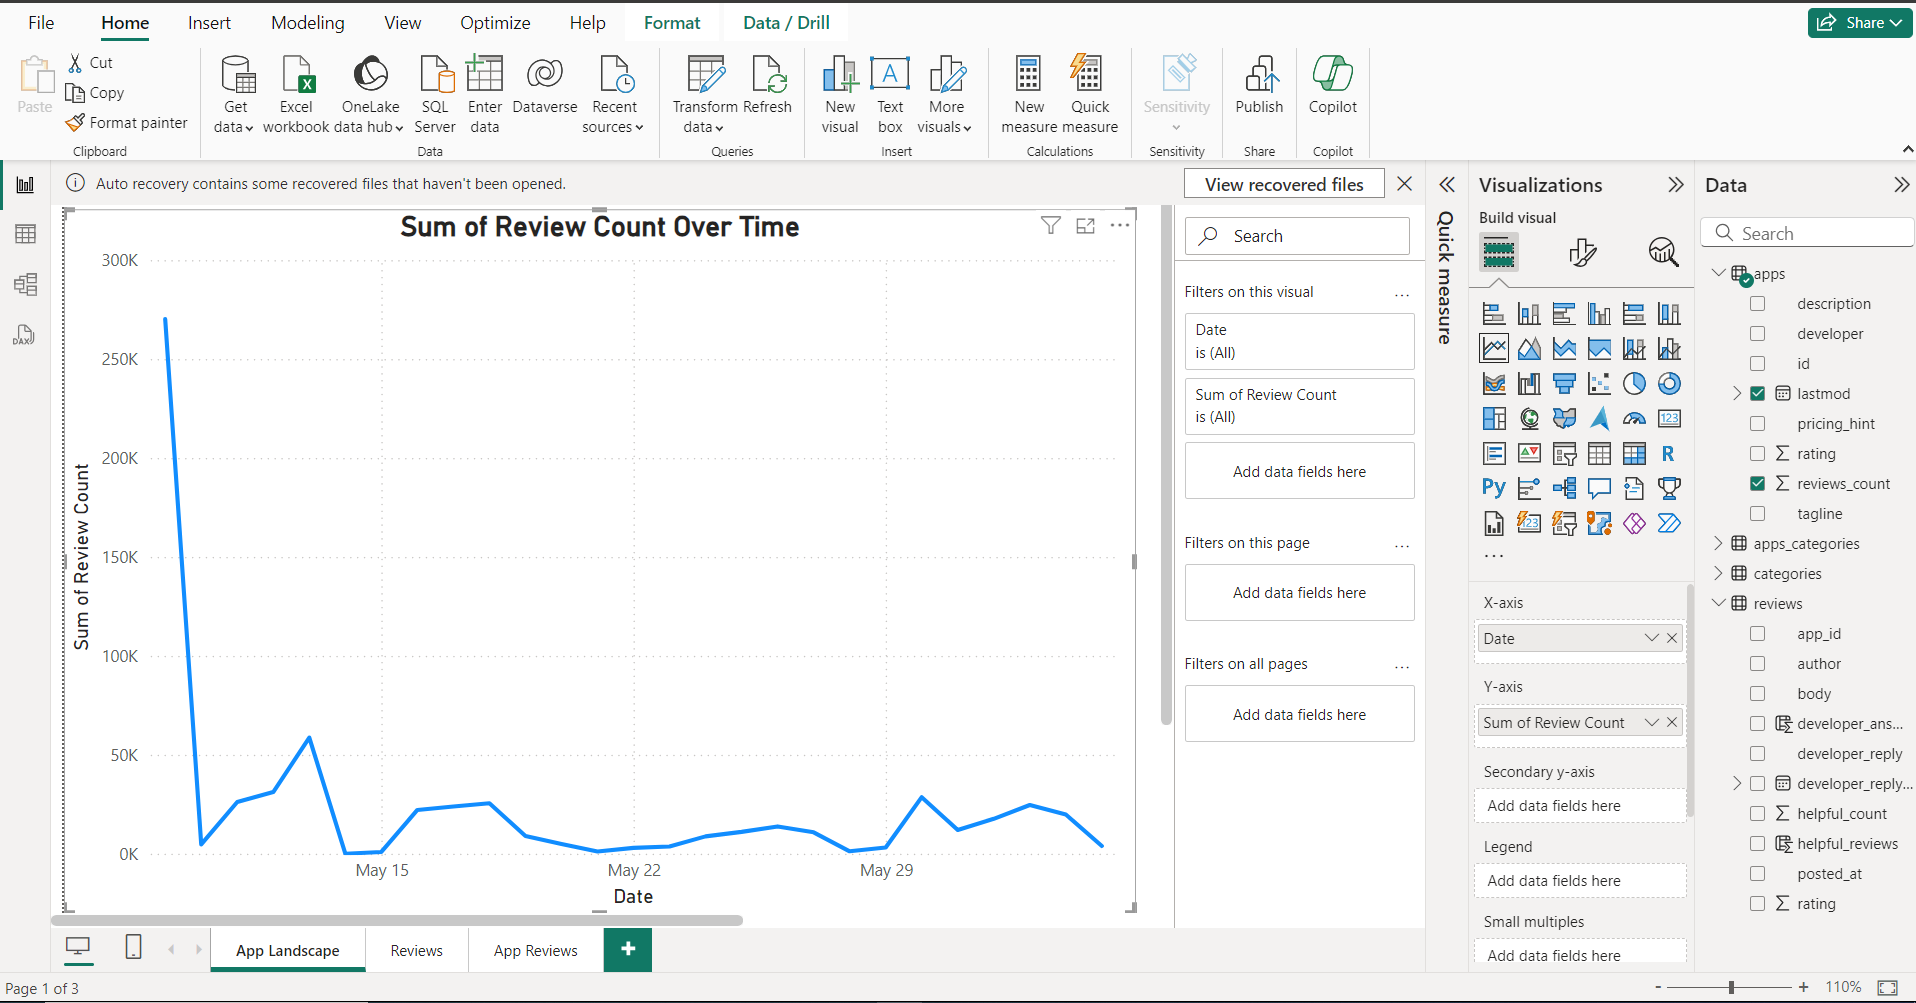 File Home Insert Modeling View Optimize Help Format Data / Drill Share
Paste
Cut
Copy
Format painter
Clipboard
Get data
Excel workbook
OneLake data hub
SQL Server
Enter data
Dataverse
Recent sources
Data
Transform data
Refresh
Queries
New visual
Text box
More visuals
Insert
New measure
Quick measure
Calculations
Sensitivity
Sensitivity
Publish
Share
Copilot
Copilot
Auto recovery contains some recovered files that haven't been opened.
View recovered files
Sum of Review Count Over Time
300K
250K
200K
150K
100K
50K
0K
Sum of Review Count
May 15 May 22 May 29
Date
Search
Filters on this visual ...
Date
is (All)
Sum of Review Count
is (All)
Add data fields here
Filters on this page ...
Add data fields here
Filters on all pages ...
Add data fields here
Quick measure
Visualizations
Build visual
123
R
Py
123
...
X-axis
Date
Y-axis
Sum of Review Count
Secondary y-axis
Add data fields here
Legend
Add data fields here
Small multiples
Add data fields here
Data
Search
apps
description
developer
id
lastmod
pricing_hint
rating
reviews_count
tagline
apps_categories
categories
reviews
app_id
author
body
developer_ans...
developer_reply
developer_reply...
helpful_count
helpful_reviews
posted_at
rating
DAX
App Landscape Reviews App Reviews +
Page 1 of 3
- + 110%